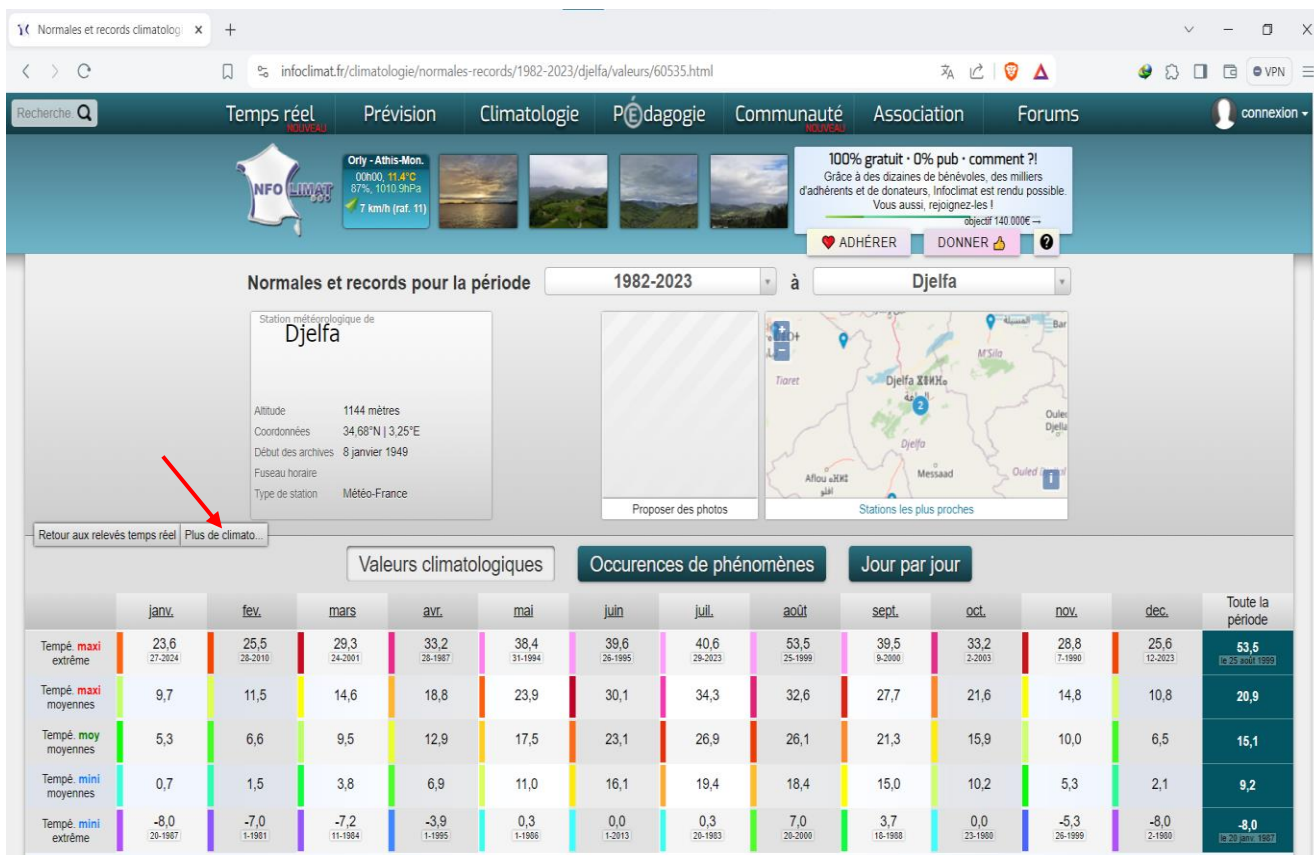 Normales et records climatolog
infoclimat.fr/climatologie/normales-records/1982-2023/djelfa/valeurs/60535.html
VPN
Recherche.
Temps réel
NOUVEAU
Prévision
Climatologie
PÉdagogie
Communauté
NOUVEAU
Association
Forums
connexion
NFO CLIMAT
Orly - Athis-Mon.
00h00, 11.4°C
87%, 1010.9hPa
7 km/h (raf. 11)
100% gratuit · 0% pub · comment ?!
Grâce à des dizaines de bénévoles, des milliers
d'adhérents et de donateurs, Infoclimat est rendu possible.
Vous aussi, rejoignez-les !
objectif 140.000€ →
ADHÉRER
DONNER
?
Normales et records pour la période 1982-2023 à Djelfa
Station météorologique de
Djelfa
Altitude 1144 mètres
Coordonnées 34,68°N | 3,25°E
Début des archives 8 janvier 1949
Fuseau horaire
Type de station Météo-France
Proposer des photos
+
−
Tiaret
M'Sila
المسيلة
Bar
Djelfa
2
Djelfa
Oule
Djella
Aflou
افلو
Messaad
Ouled
i
Stations les plus proches
Retour aux relevés temps réel Plus de climato...
Valeurs climatologiques Occurences de phénomènes Jour par jour
janv. fev. mars avr. mai juin juil. août sept. oct. nov. dec. Toute la
période
Tempé. maxi
extrême
23,6 25,5 29,3 33,2 38,4 39,6 40,6 53,5 39,5 33,2 28,8 25,6 53,5
27-2024 28-2010 24-2001 28-1987 31-1994 26-1995 29-2023 25-1999 9-2000 2-2003 7-1990 12-2023 le 25 août 1999
Tempé. maxi
moyennes
9,7 11,5 14,6 18,8 23,9 30,1 34,3 32,6 27,7 21,6 14,8 10,8 20,9
Tempé. moy
moyennes
5,3 6,6 9,5 12,9 17,5 23,1 26,9 26,1 21,3 15,9 10,0 6,5 15,1
Tempé. mini
moyennes
0,7 1,5 3,8 6,9 11,0 16,1 19,4 18,4 15,0 10,2 5,3 2,1 9,2
Tempé. mini
extrême
-8,0 -7,0 -7,2 -3,9 0,3 0,0 0,3 7,0 3,7 0,0 -5,3 -8,0 -8,0
20-1987 1-1981 11-1984 1-1995 1-1986 1-2013 20-1983 20-2000 18-1988 23-1980 26-1999 2-1980 le 20 janv. 1987